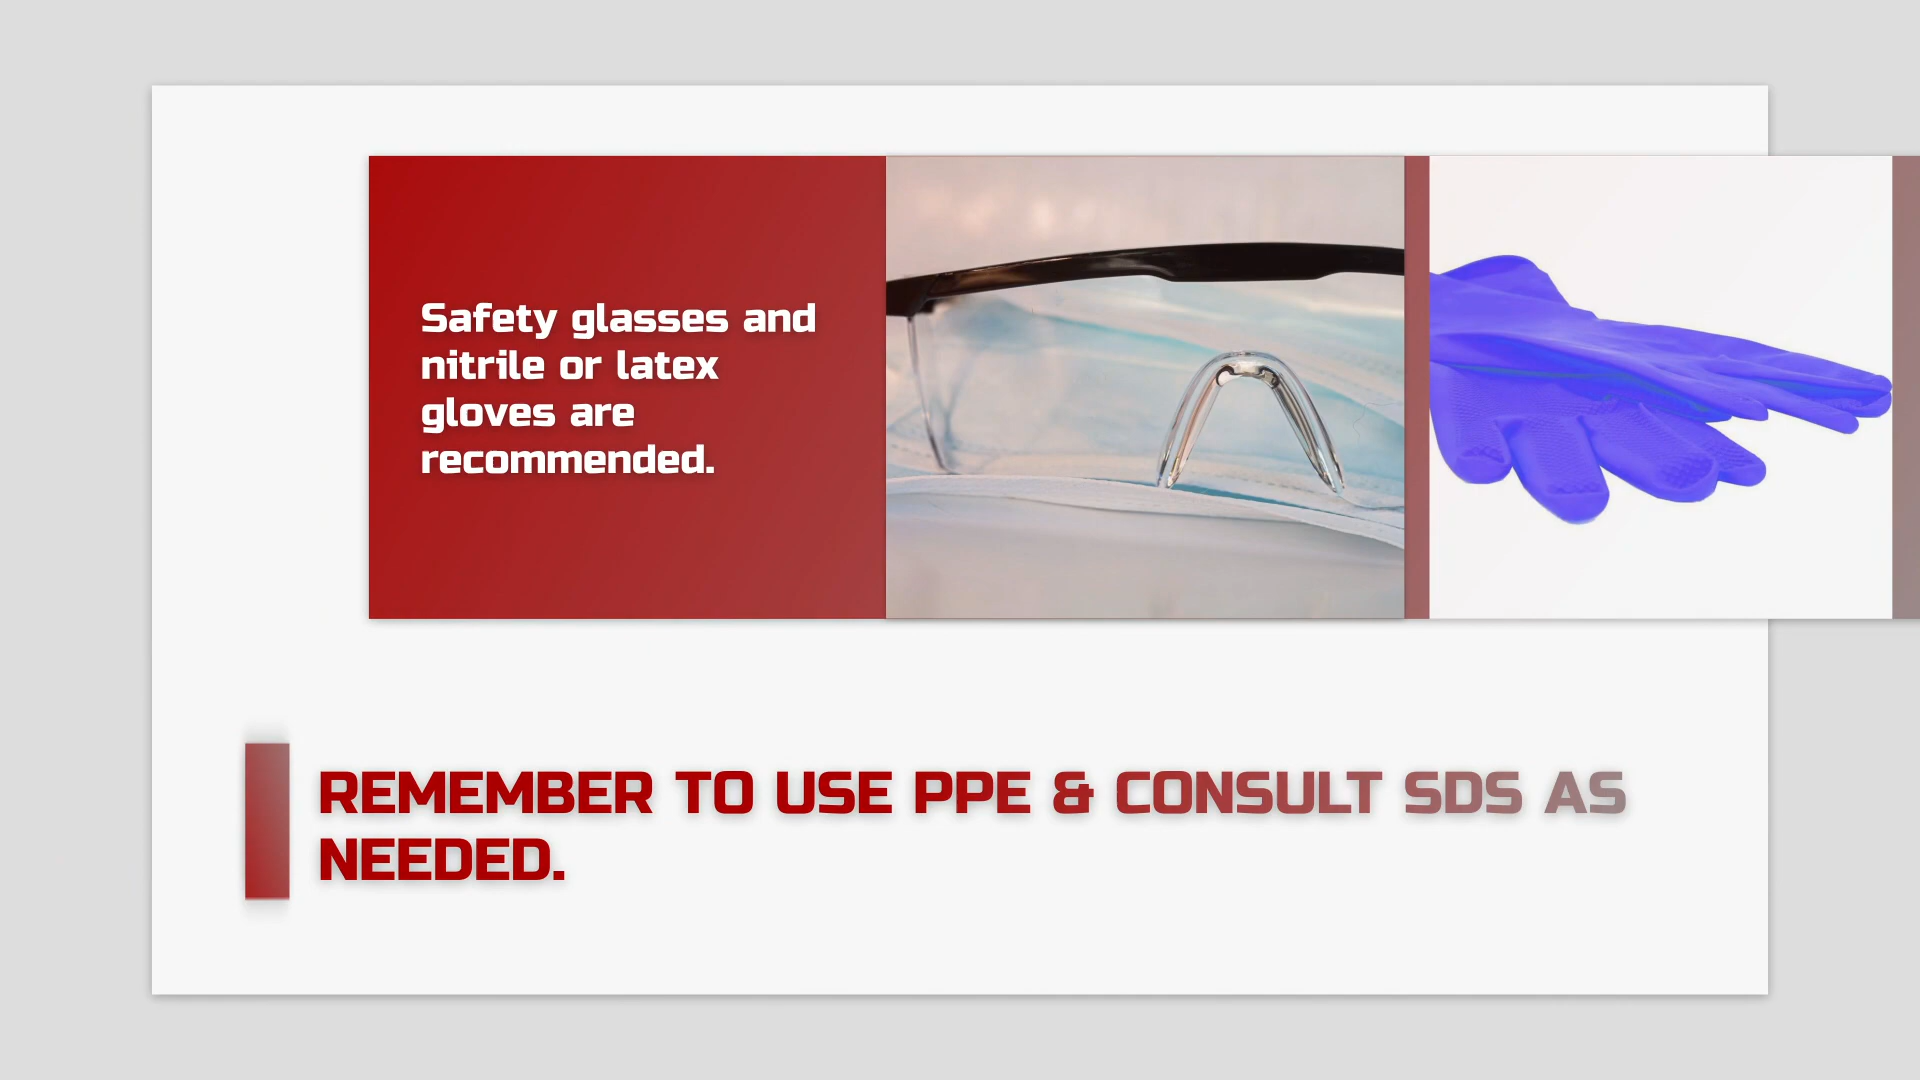 Safety glasses and
nitrile or latex
gloves are
recommended.
REMEMBER TO USE PPE & CONSULT SDS AS
NEEDED.